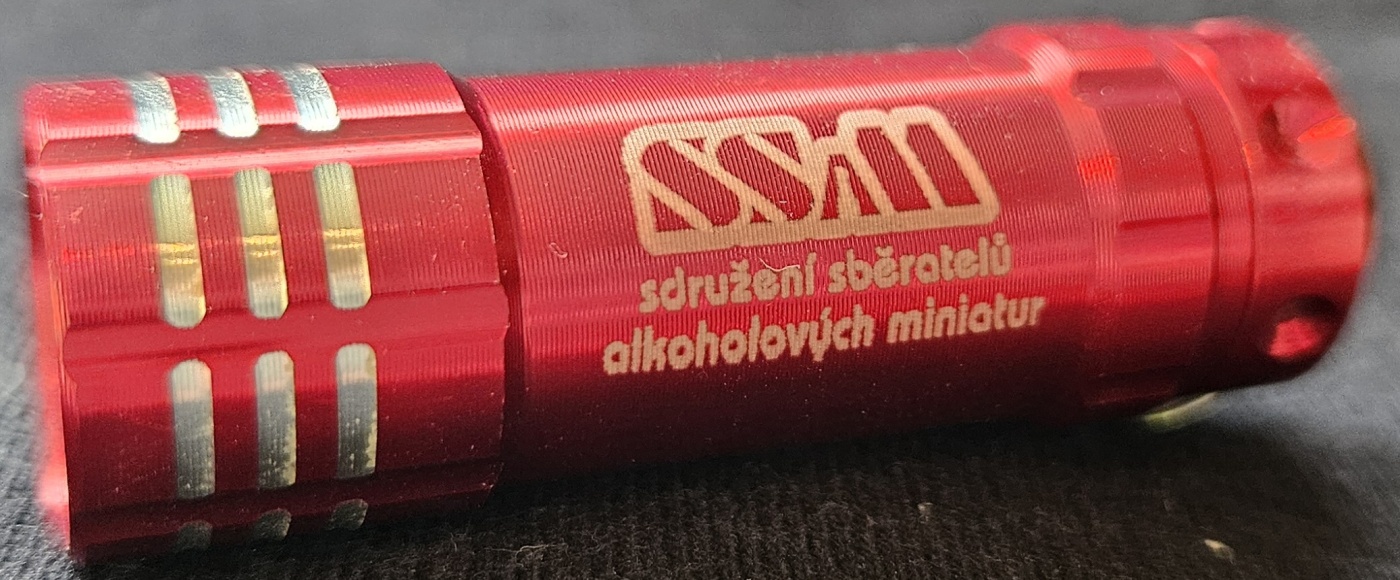 SSAM
sdružení sběratelů
alkoholových miniatur